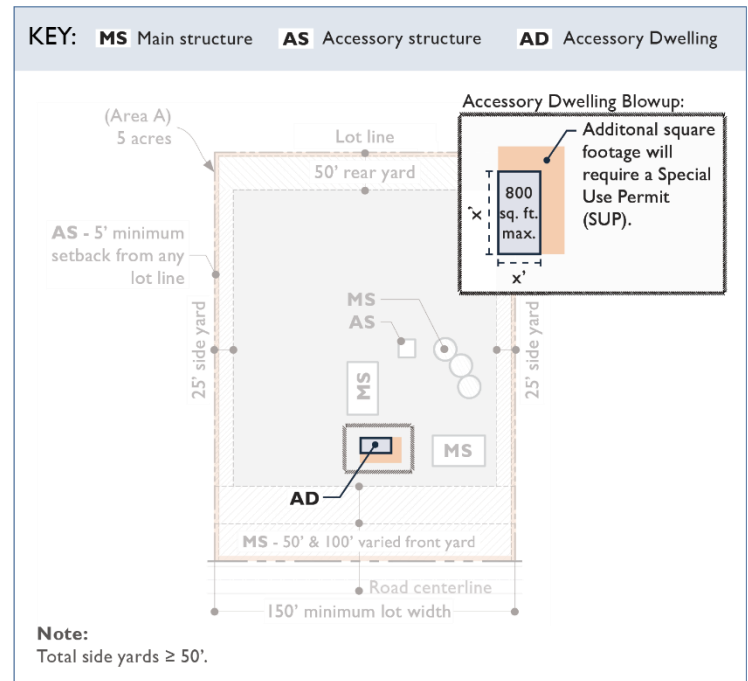 KEY: MS Main structure AS Accessory structure AD Accessory Dwelling
Accessory Dwelling Blowup:
Additonal square
footage will
require a Special
Use Permit
(SUP).
800
sq. ft.
max.
x'
x'
(Area A)
5 acres
Lot line
50' rear yard
AS - 5' minimum
setback from any
lot line
MS
AS
25' side yard
25' side yard
MS
MS
AD
MS - 50' & 100' varied front yard
Road centerline
150' minimum lot width
Note:
Total side yards ≥ 50'.